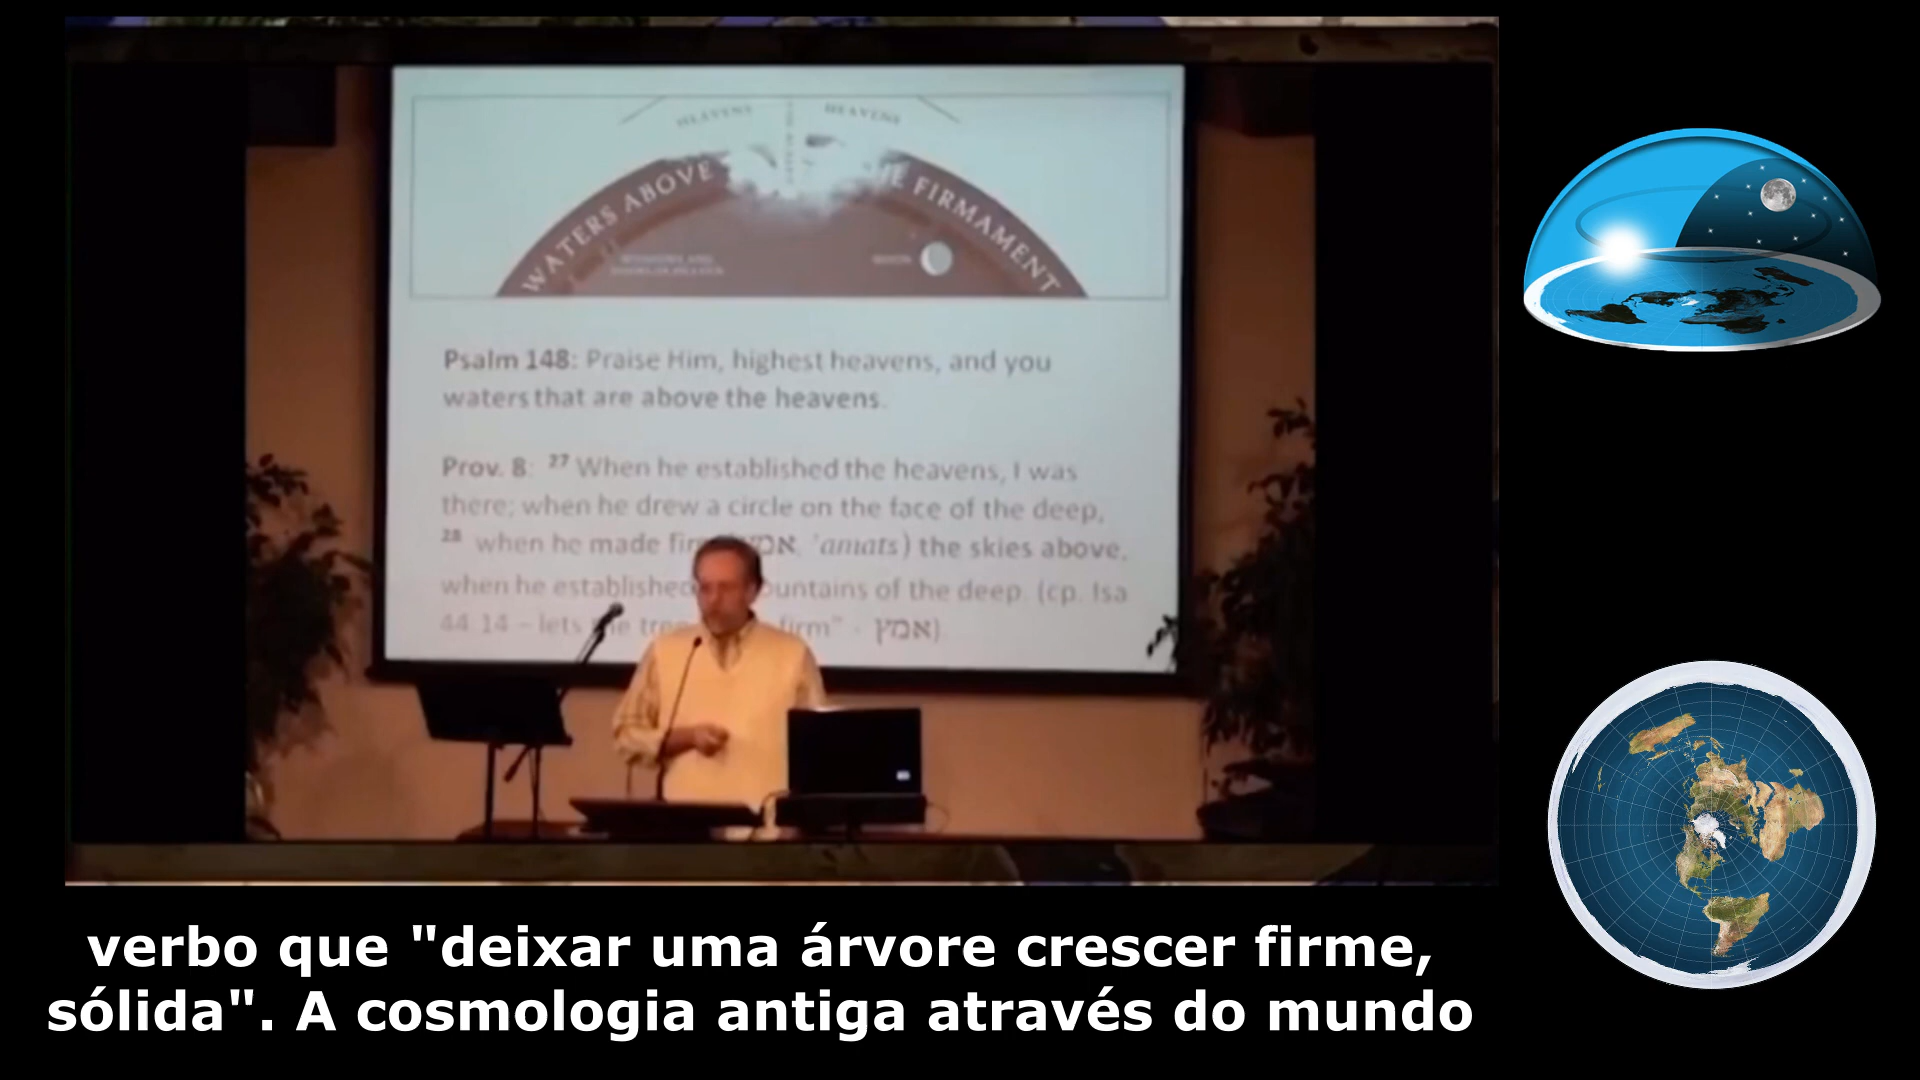 HEAVENS HEAVENS
WATERS ABOVE FIRMAMENT
MOON
Psalm 148: Praise Him, highest heavens, and you
waters that are above the heavens.
Prov. 8: 27 When he established the heavens, I was
there; when he drew a circle on the face of the deep,
28 when he made אמץ, 'amats) the skies above,
when he established of the deep. (cp. Isa
44:14 – lets firm" - אמץ)
verbo que "deixar uma árvore crescer firme,
sólida". A cosmologia antiga através do mundo